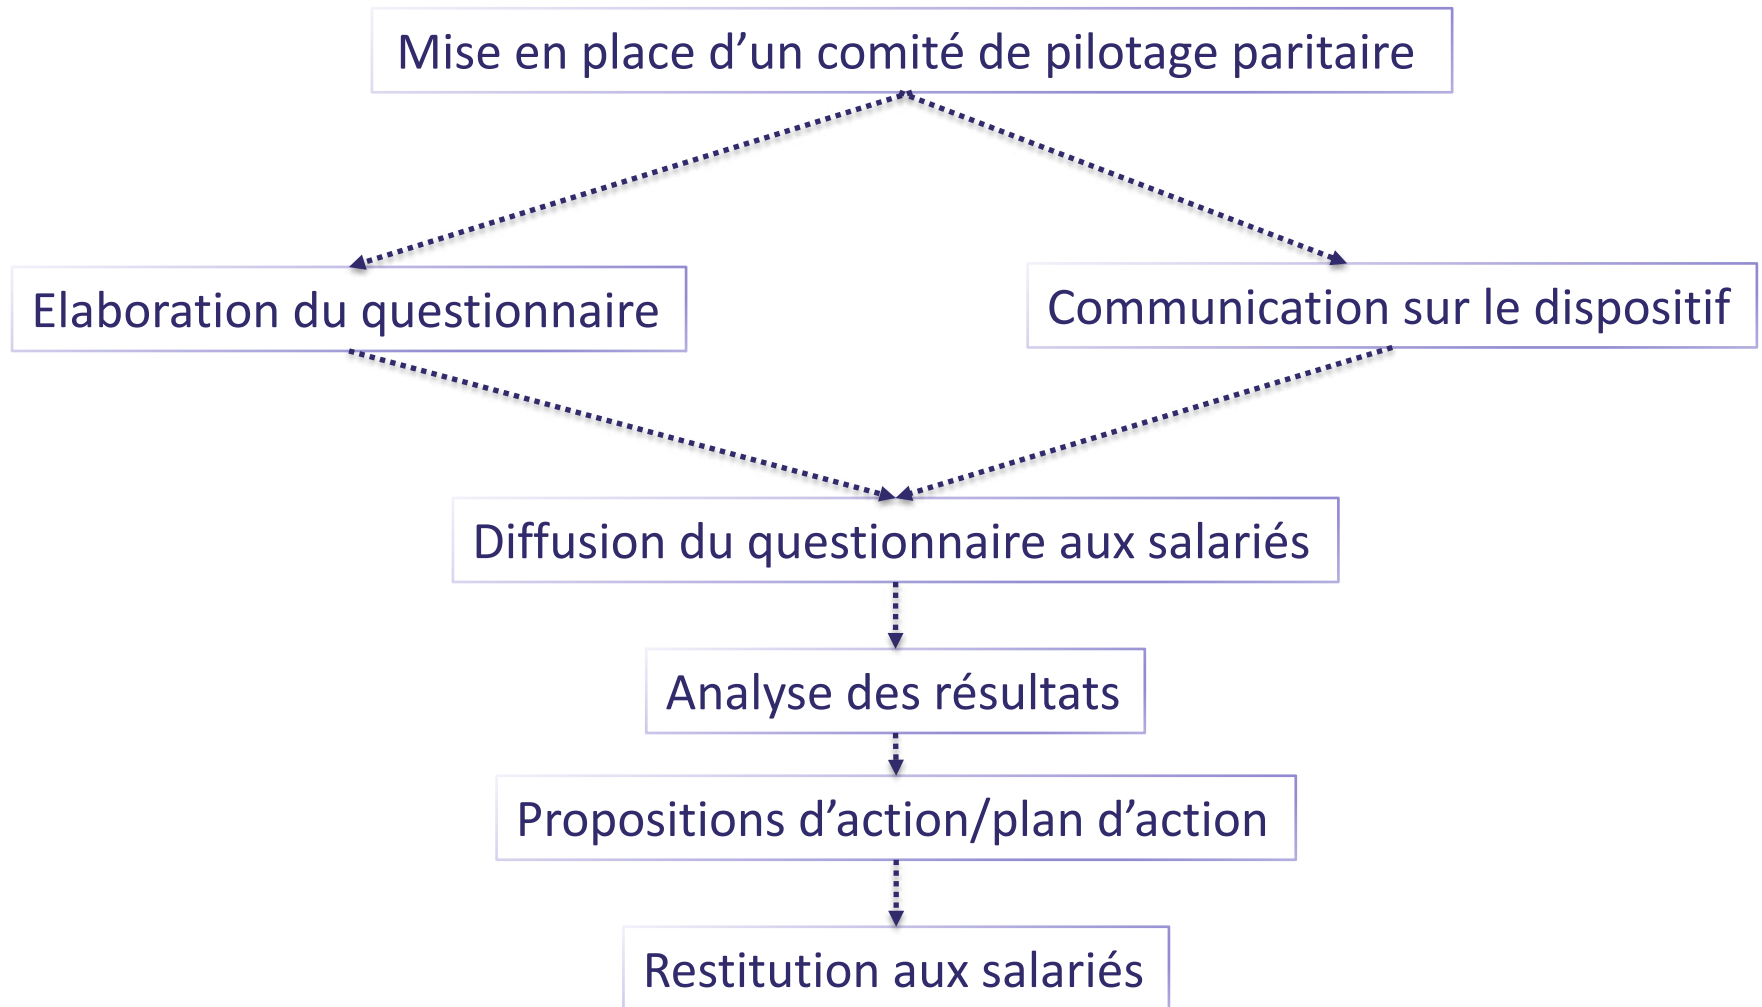 Mise en place d’un comité de pilotage paritaire
Elaboration du questionnaire
Communication sur le dispositif
Diffusion du questionnaire aux salariés
Analyse des résultats
Propositions d’action/plan d’action
Restitution aux salariés